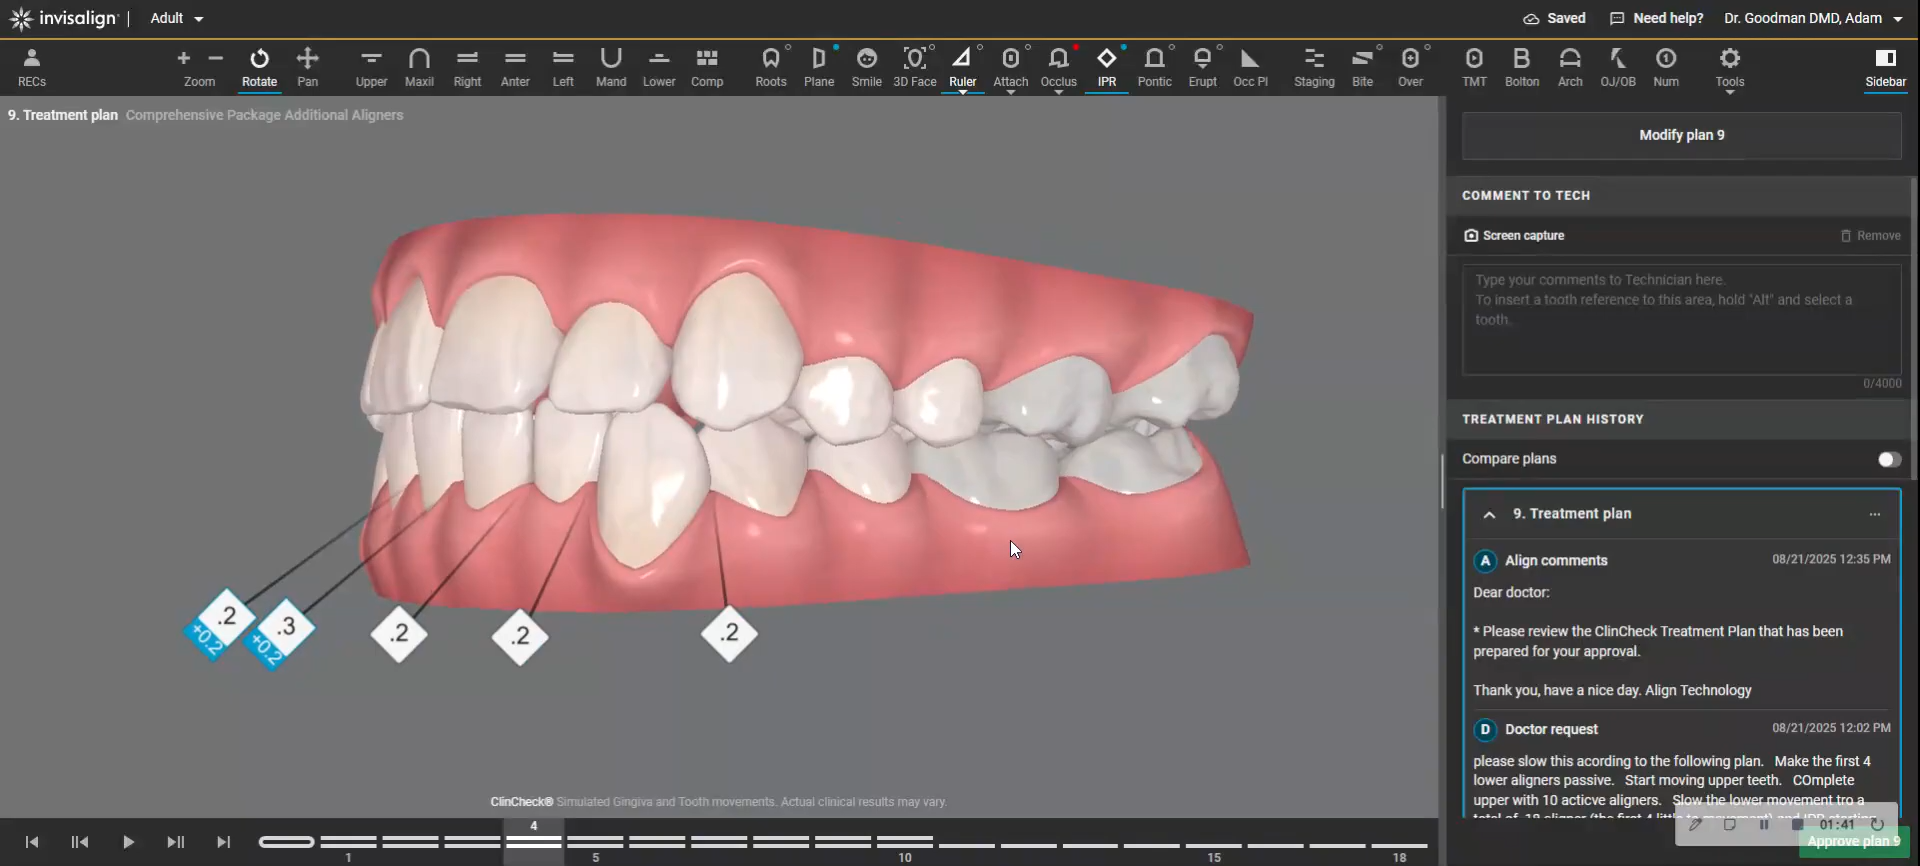 invisalign | Adult
Saved Need help? Dr. Goodman DMD, Adam
RECs Zoom Rotate Pan Upper Maxil Right Anter Left Mand Lower Comp Roots Plane Smile 3D Face Ruler Attach Occlus IPR Pontic Erupt Occ Pl Staging Bite Over TMT Bolton Arch OJ/OB Num Tools Sidebar
9. Treatment plan Comprehensive Package Additional Aligners
.2
+0.2
.3
+0.2
.2
.2
.2
ClinCheck® Simulated Gingiva and Tooth movements. Actual clinical results may vary.
4
1 5 10 15 18
Modify plan 9
COMMENT TO TECH
Screen capture Remove
Type your comments to Technician here.
To insert a tooth reference to this area, hold "Alt" and select a
tooth.
0/4000
TREATMENT PLAN HISTORY
Compare plans
9. Treatment plan ...
A Align comments 08/21/2025 12:35 PM
Dear doctor:
* Please review the ClinCheck Treatment Plan that has been
prepared for your approval.
Thank you, have a nice day. Align Technology
D Doctor request 08/21/2025 12:02 PM
please slow this acording to the following plan. Make the first 4
lower aligners passive. Start moving upper teeth. COmplete
upper with 10 acticve aligners. Slow the lower movement tro a
01:41
Approve plan 9